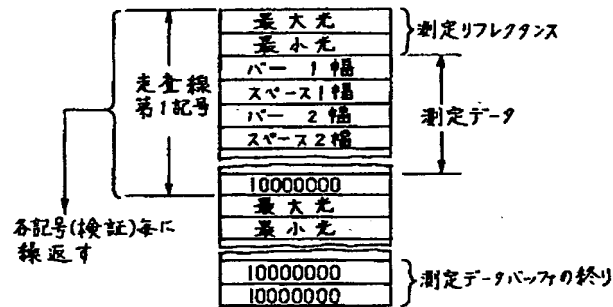 最大光
最小光
測定リフレクタンス
バー 1幅
スペース1幅
バー 2幅
スペース2幅
走査線
第1記号
測定データ
10000000
最大光
最小光
各記号(検証)毎に
繰返す
10000000
10000000
測定データバッファの終り